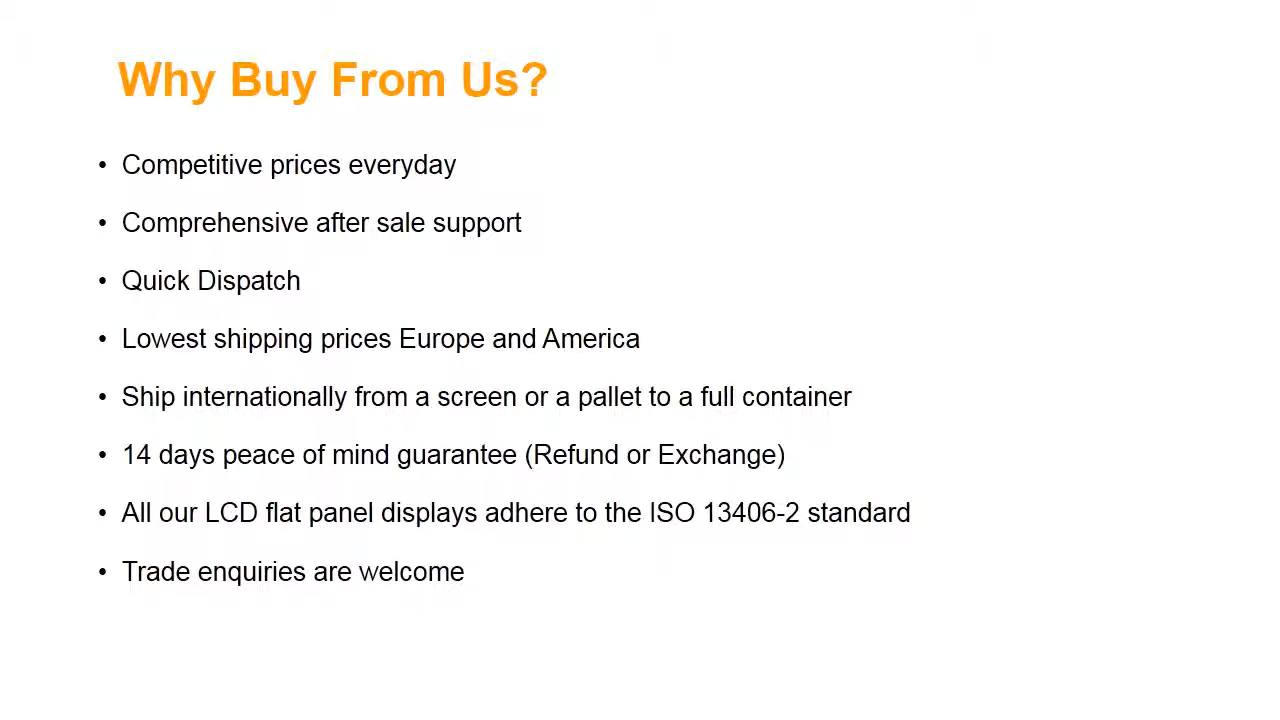 Why Buy From Us?
• Competitive prices everyday
• Comprehensive after sale support
• Quick Dispatch
• Lowest shipping prices Europe and America
• Ship internationally from a screen or a pallet to a full container
• 14 days peace of mind guarantee (Refund or Exchange)
• All our LCD flat panel displays adhere to the ISO 13406-2 standard
• Trade enquiries are welcome